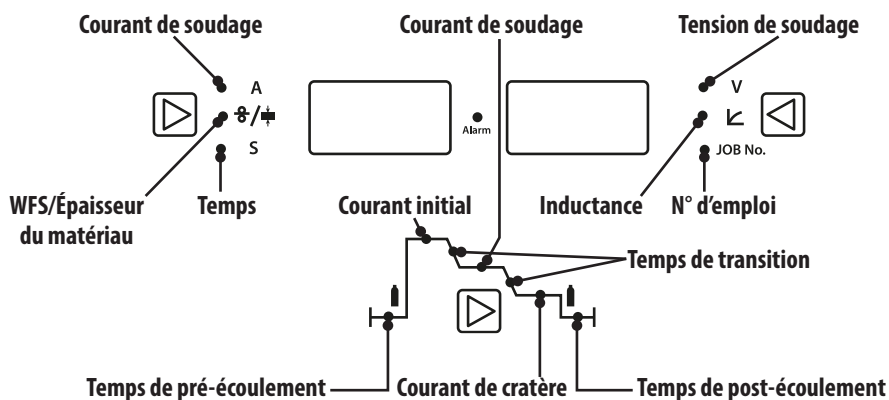 Courant de soudage
Courant de soudage
Tension de soudage
A
V
Alarm
S
JOB No.
WFS/Épaisseur
du matériau
Temps
Courant initial
Inductance
N° d'emploi
Temps de transition
Temps de pré-écoulement
Courant de cratère
Temps de post-écoulement